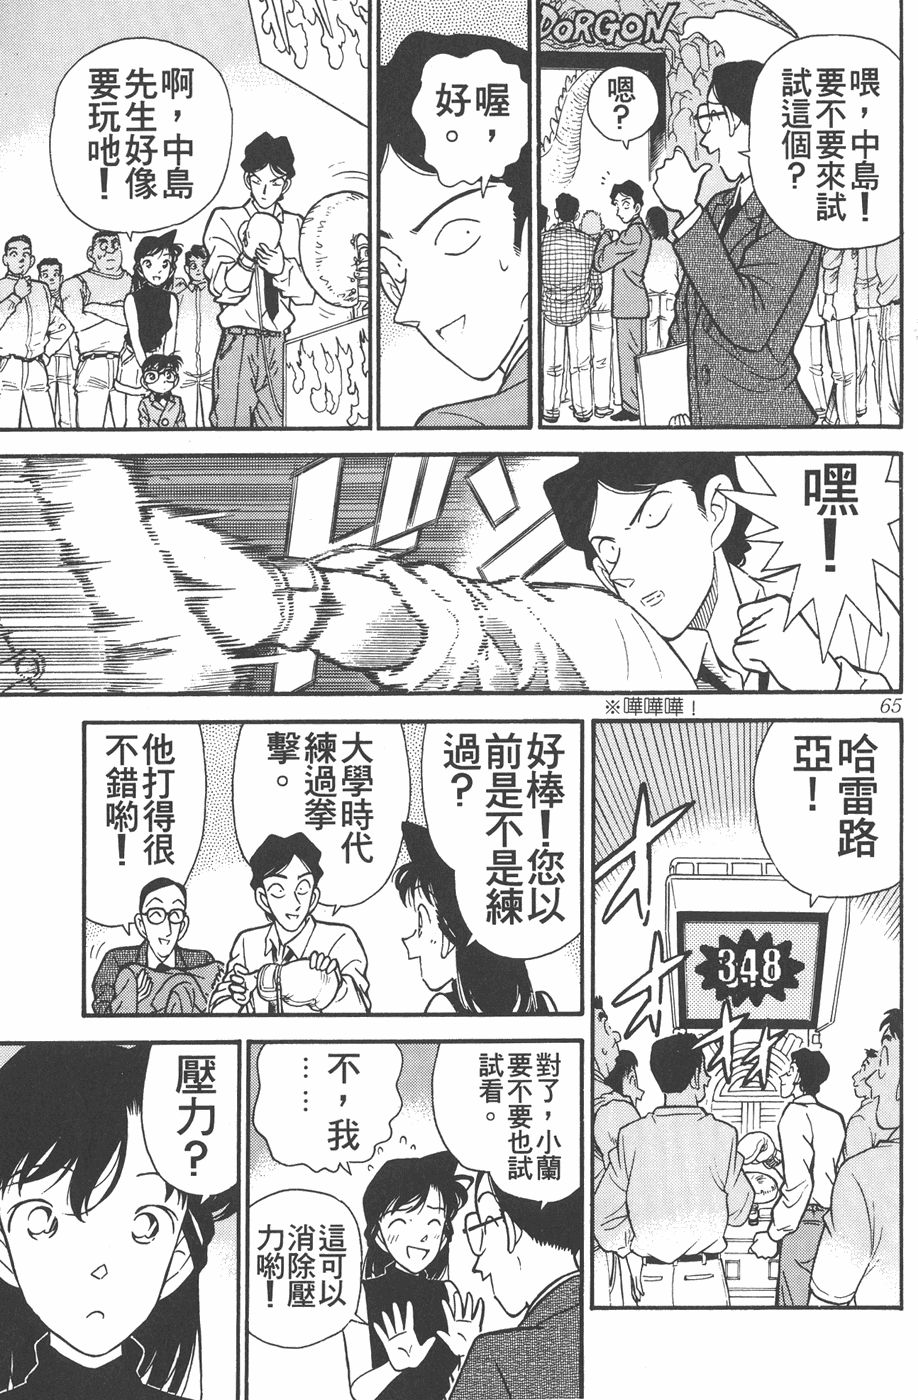 DORGON
喂，中島！
要不要來試
試這個？
嗯？
喔，
好。
啊，中島
先生好像
要玩吔！
嘿！
65
※嘩嘩嘩！
哈雷路
亞！
348
好棒！您以
前是不是練
過？
大學時代
練過拳
擊。
他打得很
不錯喲！
對了，小蘭
要不要也試
試看。
不，我
……
這可以
消除壓
力喲！
壓力？